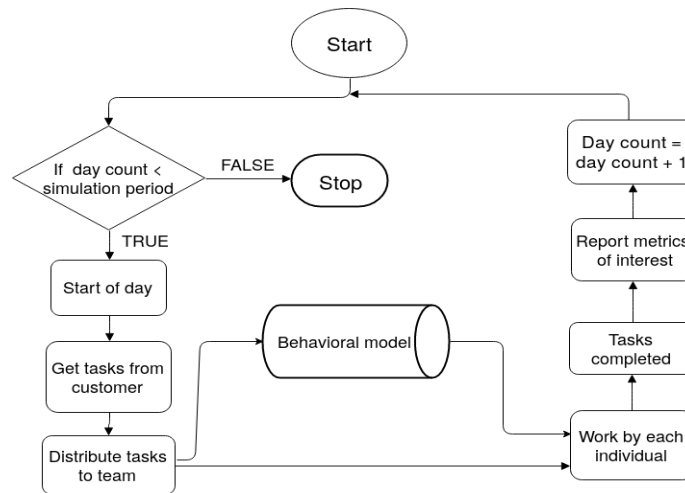 Start
If day count <
simulation period
FALSE
Stop
TRUE
Start of day
Get tasks from
customer
Distribute tasks
to team
Behavioral model
Work by each
individual
Tasks
completed
Report metrics
of interest
Day count =
day count + 1